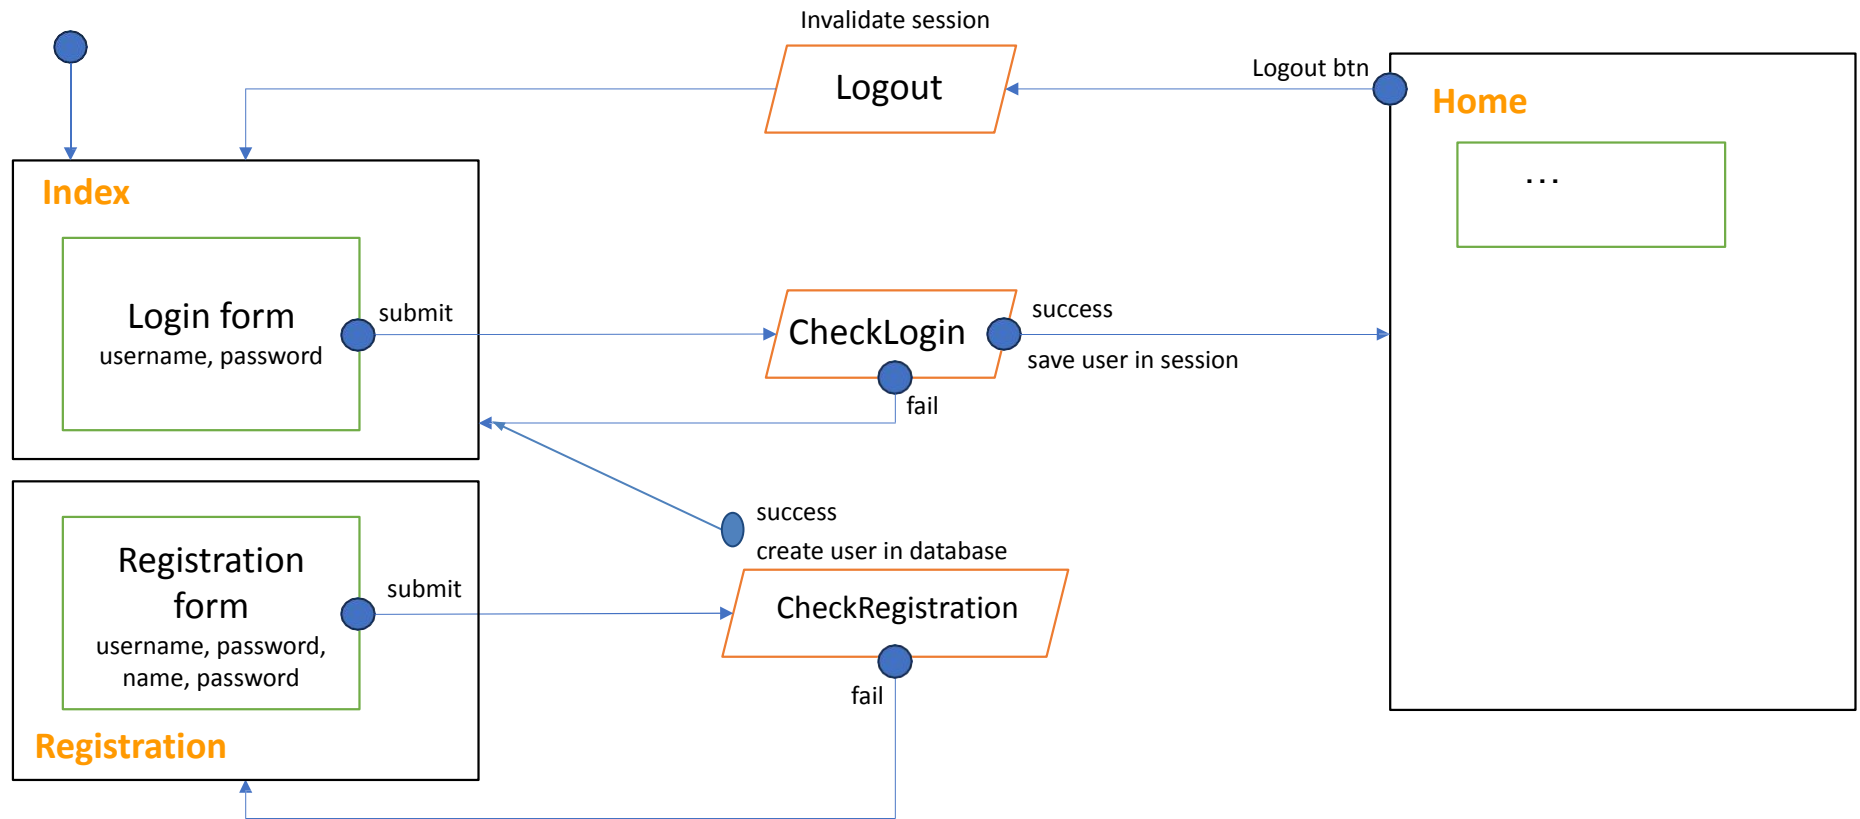 Invalidate session
Logout
Logout btn
Home
...
Index
Login form
username, password
submit
CheckLogin
success
save user in session
fail
success
create user in database
Registration
form
username, password,
name, password
submit
CheckRegistration
fail
Registration